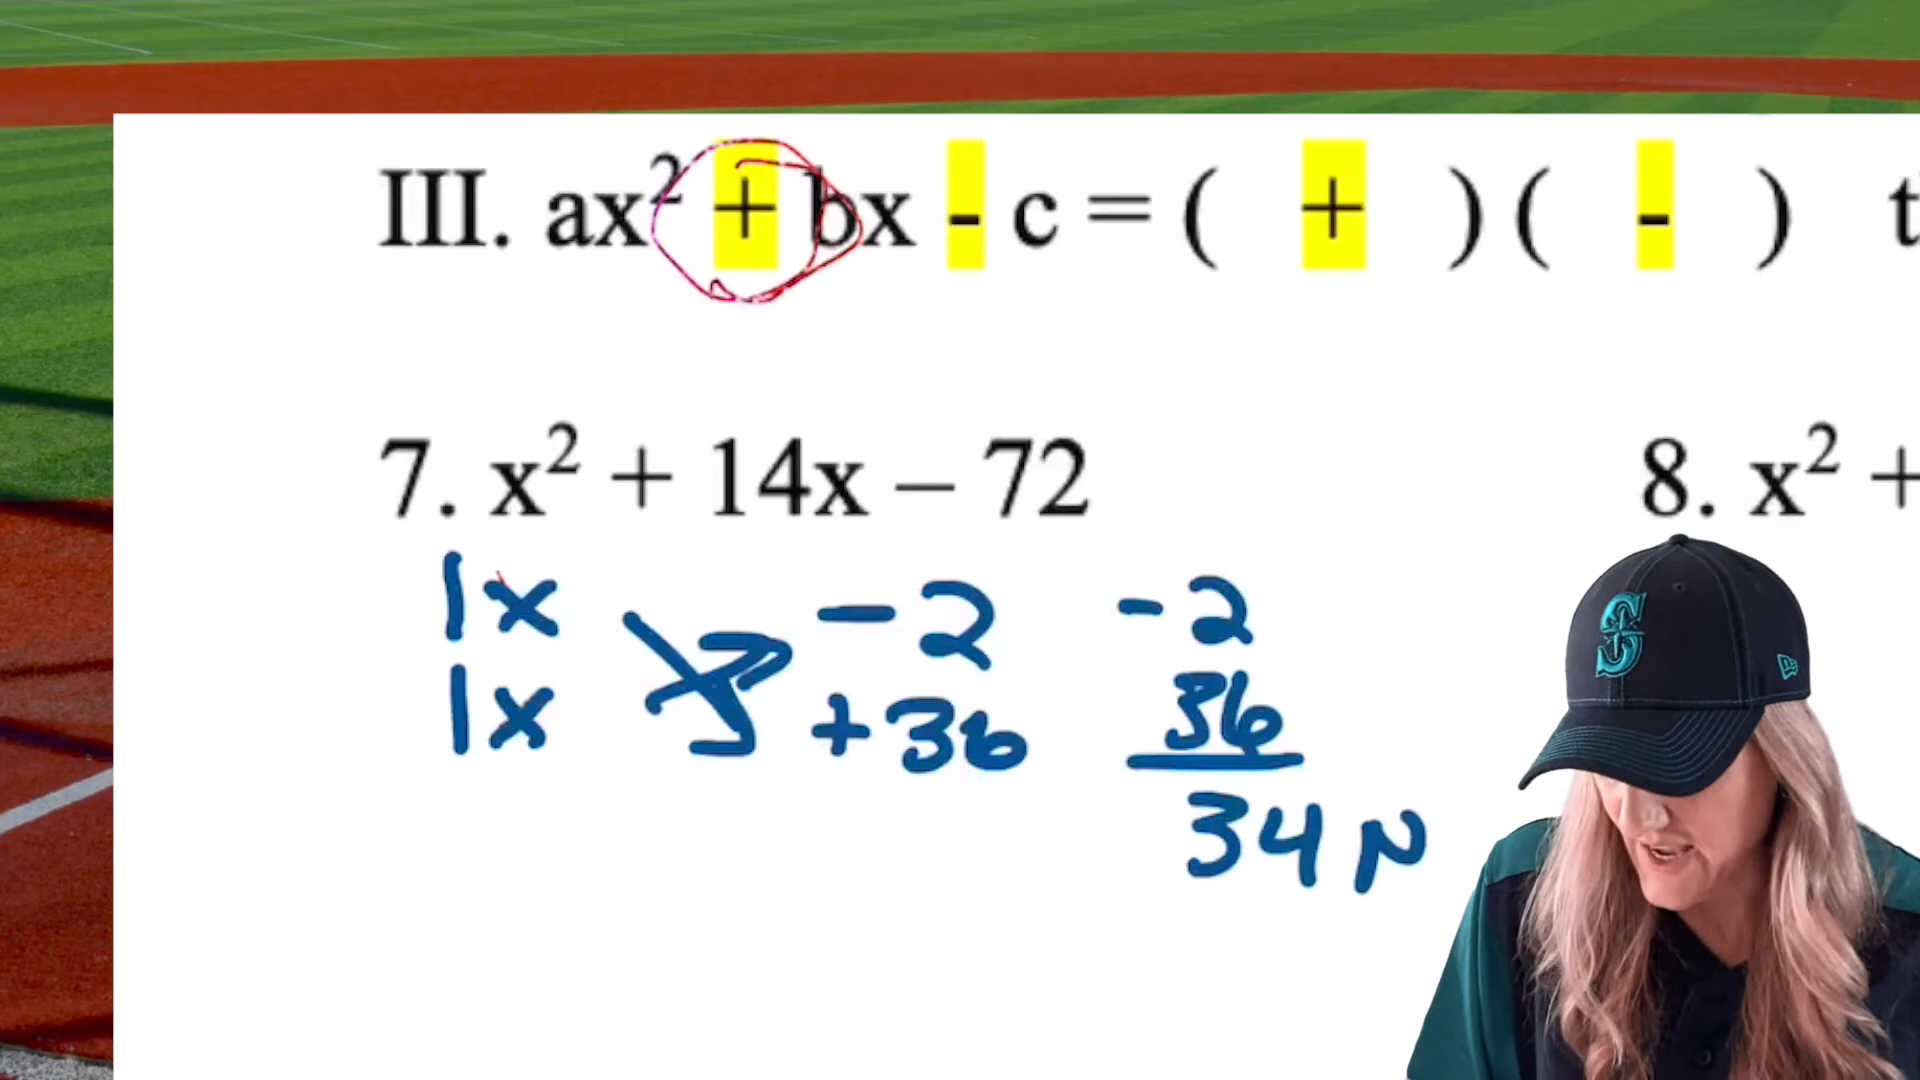 III. ax² + bx - c = ( + ) ( - ) t
7. x² + 14x – 72
8. x² +
1x - 2 - 2
1x + 36 36
34 N
S